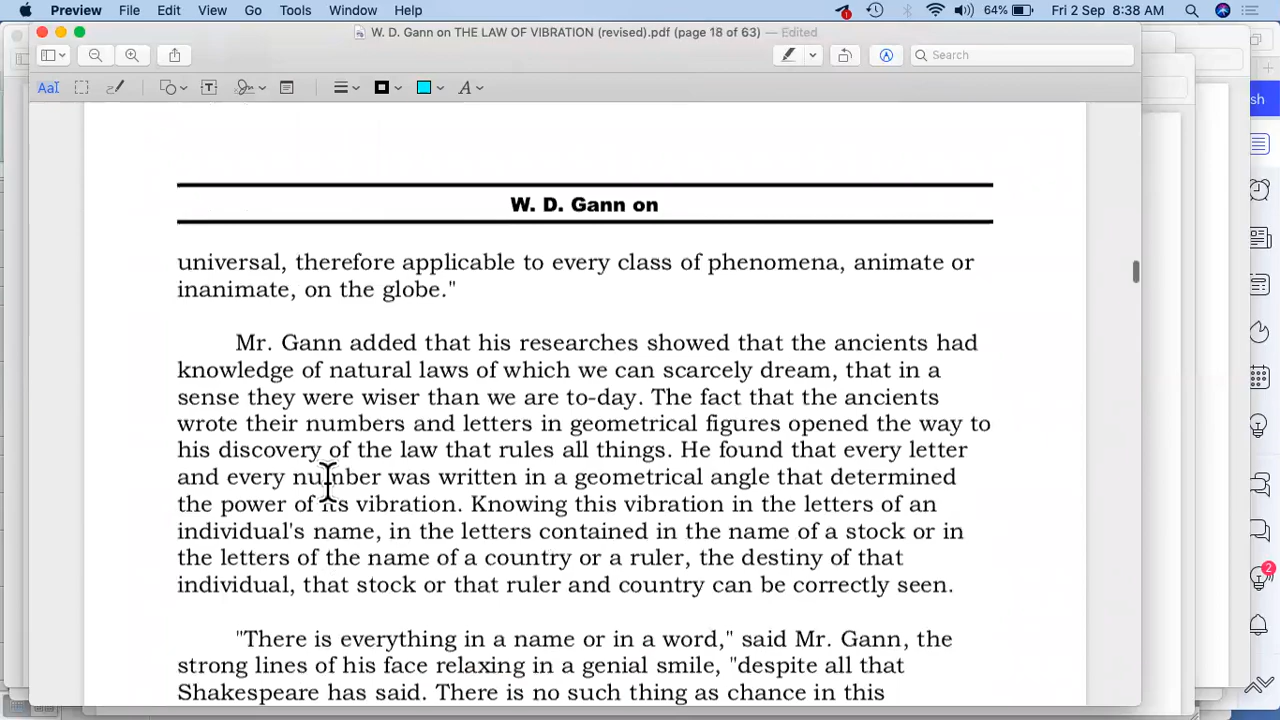 Preview File Edit View Go Tools Window Help 64% Fri 2 Sep 8:38 AM
W. D. Gann on THE LAW OF VIBRATION (revised).pdf (page 18 of 63) — Edited
Search
W. D. Gann on
universal, therefore applicable to every class of phenomena, animate or
inanimate, on the globe."
Mr. Gann added that his researches showed that the ancients had
knowledge of natural laws of which we can scarcely dream, that in a
sense they were wiser than we are to-day. The fact that the ancients
wrote their numbers and letters in geometrical figures opened the way to
his discovery of the law that rules all things. He found that every letter
and every number was written in a geometrical angle that determined
the power of its vibration. Knowing this vibration in the letters of an
individual's name, in the letters contained in the name of a stock or in
the letters of the name of a country or a ruler, the destiny of that
individual, that stock or that ruler and country can be correctly seen.
"There is everything in a name or in a word," said Mr. Gann, the
strong lines of his face relaxing in a genial smile, "despite all that
Shakespeare has said. There is no such thing as chance in this
sh
2